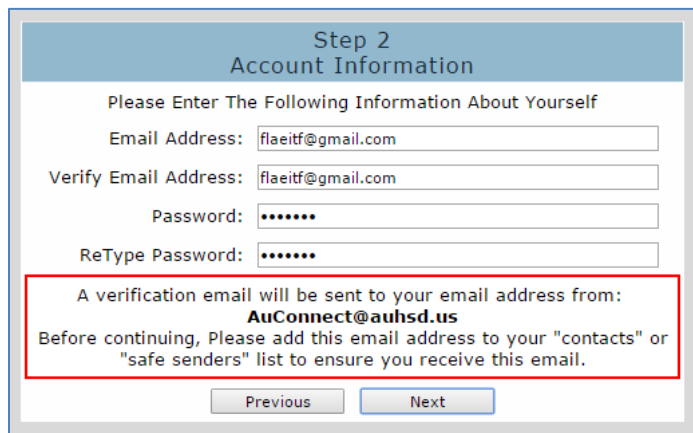 Step 2
Account Information
Please Enter The Following Information About Yourself
Email Address: flaeitf@gmail.com
Verify Email Address: flaeitf@gmail.com
Password: •••••••
ReType Password: •••••••
A verification email will be sent to your email address from:
AuConnect@auhsd.us
Before continuing, Please add this email address to your "contacts" or
"safe senders" list to ensure you receive this email.
Previous Next